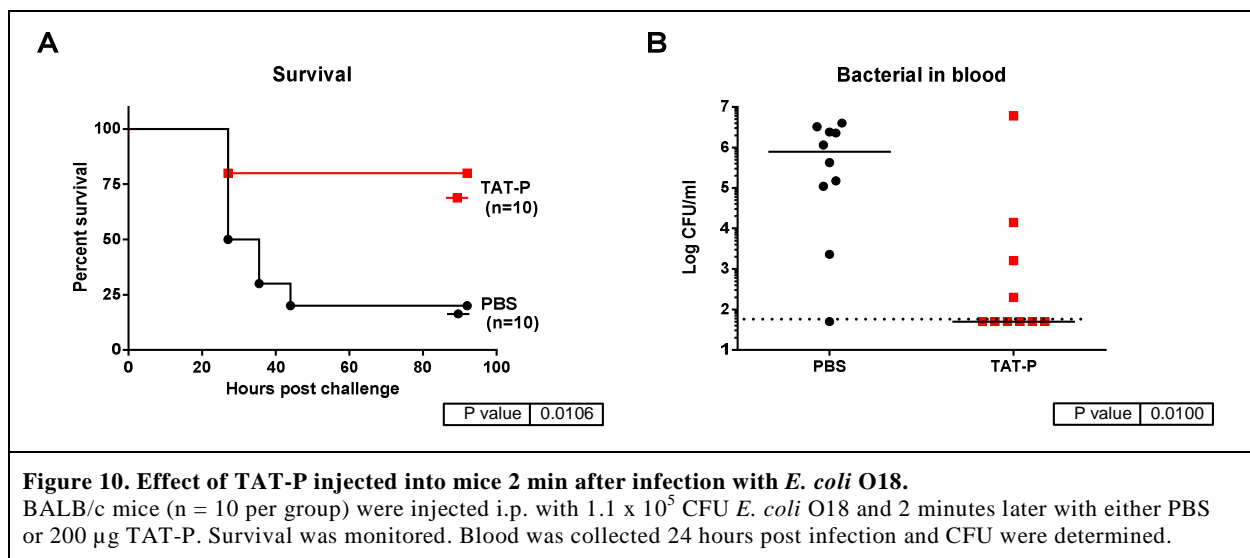 A
Survival
100
75
50
25
0
Percent survival
0 20 40 60 80 100
Hours post challenge
TAT-P
(n=10)
PBS
(n=10)
P value 0.0106
B
Bacterial in blood
7
6
5
4
3
2
1
Log CFU/ml
PBS TAT-P
P value 0.0100
Figure 10. Effect of TAT-P injected into mice 2 min after infection with E. coli O18.
BALB/c mice (n = 10 per group) were injected i.p. with 1.1 x 10⁵ CFU E. coli O18 and 2 minutes later with either PBS
or 200 µg TAT-P. Survival was monitored. Blood was collected 24 hours post infection and CFU were determined.